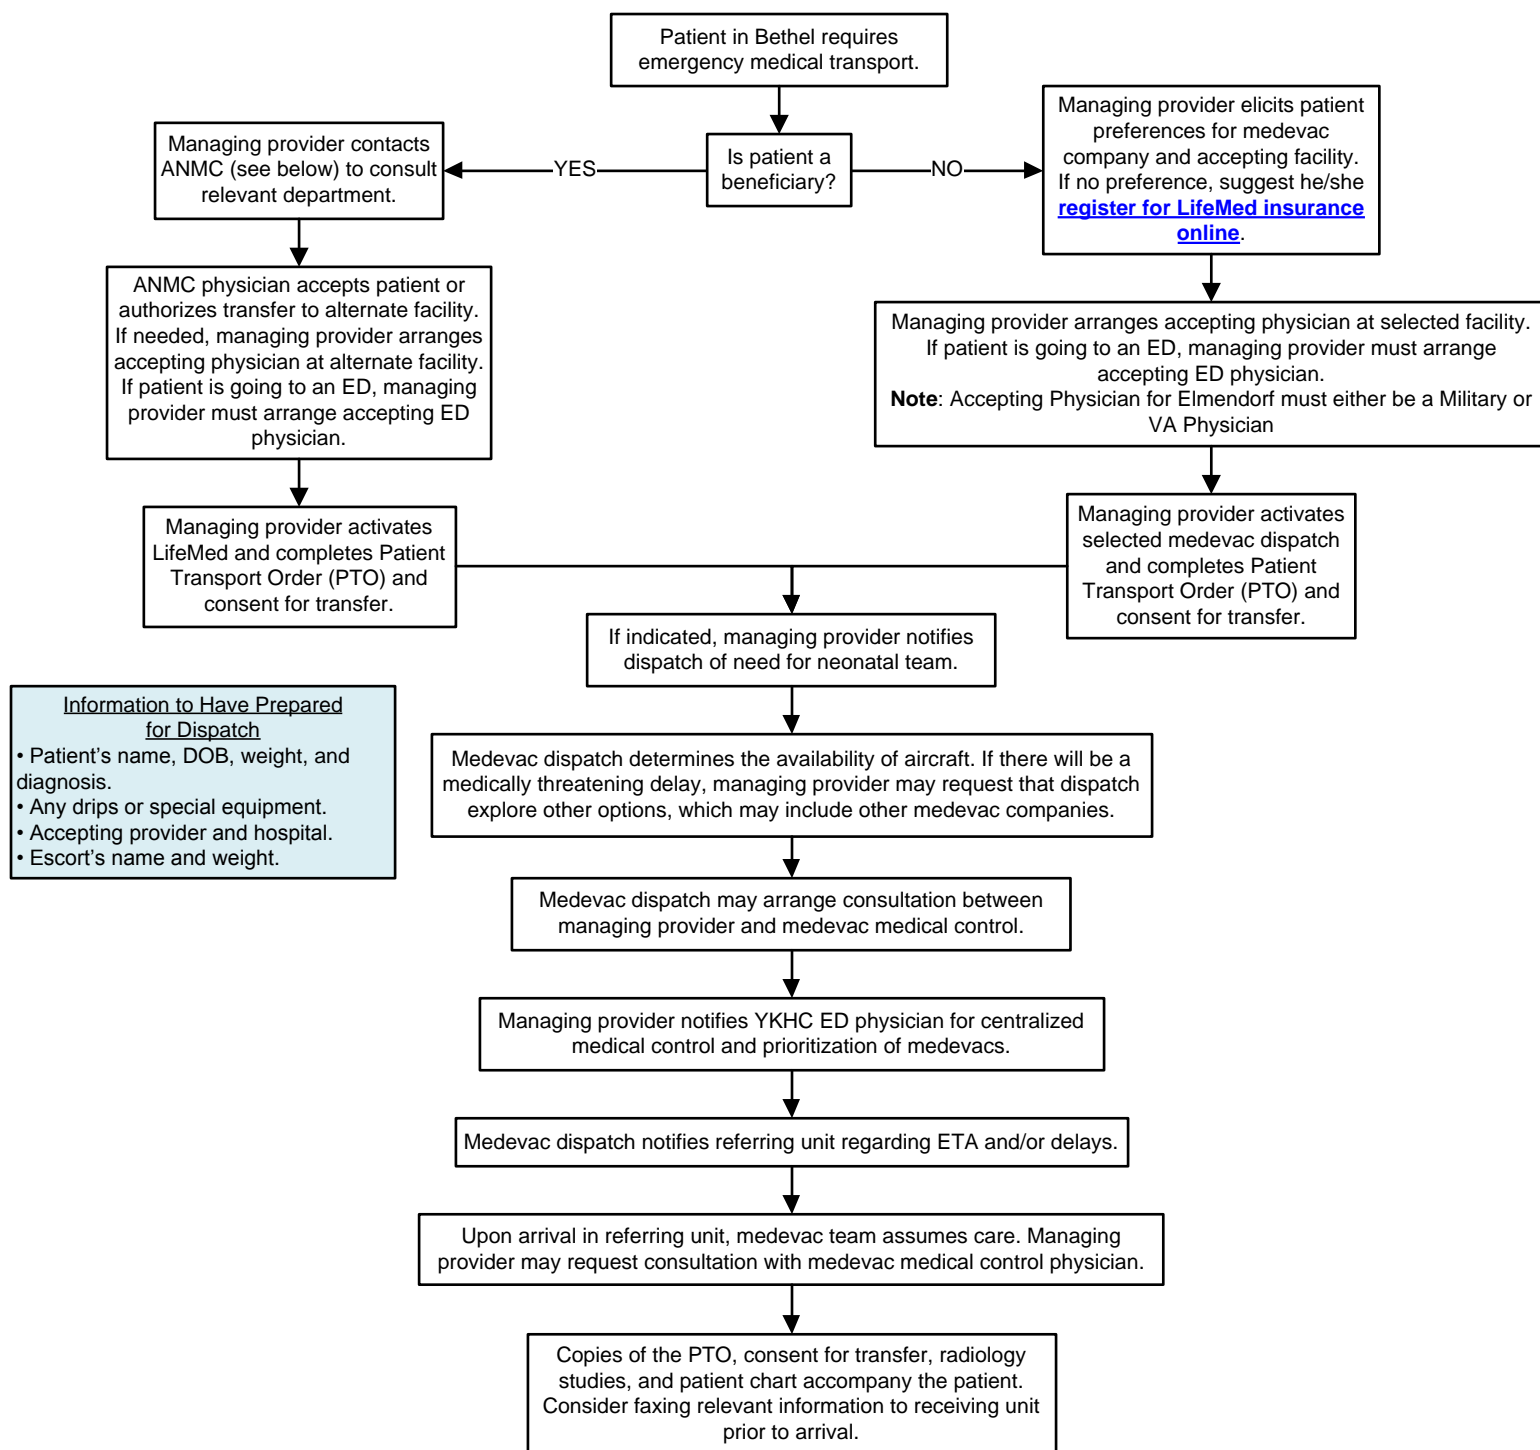 Patient in Bethel requires
emergency medical transport.
Is patient a
beneficiary?
YES
NO
Managing provider contacts
ANMC (see below) to consult
relevant department.
ANMC physician accepts patient or
authorizes transfer to alternate facility.
If needed, managing provider arranges
accepting physician at alternate facility.
If patient is going to an ED, managing
provider must arrange accepting ED
physician.
Managing provider activates
LifeMed and completes Patient
Transport Order (PTO) and
consent for transfer.
Managing provider elicits patient
preferences for medevac
company and accepting facility.
If no preference, suggest he/she
register for LifeMed insurance
online.
Managing provider arranges accepting physician at selected facility.
If patient is going to an ED, managing provider must arrange
accepting ED physician.
Note: Accepting Physician for Elmendorf must either be a Military or
VA Physician
Managing provider activates
selected medevac dispatch
and completes Patient
Transport Order (PTO) and
consent for transfer.
If indicated, managing provider notifies
dispatch of need for neonatal team.
Information to Have Prepared
for Dispatch
• Patient's name, DOB, weight, and
diagnosis.
• Any drips or special equipment.
• Accepting provider and hospital.
• Escort's name and weight.
Medevac dispatch determines the availability of aircraft. If there will be a
medically threatening delay, managing provider may request that dispatch
explore other options, which may include other medevac companies.
Medevac dispatch may arrange consultation between
managing provider and medevac medical control.
Managing provider notifies YKHC ED physician for centralized
medical control and prioritization of medevacs.
Medevac dispatch notifies referring unit regarding ETA and/or delays.
Upon arrival in referring unit, medevac team assumes care. Managing
provider may request consultation with medevac medical control physician.
Copies of the PTO, consent for transfer, radiology
studies, and patient chart accompany the patient.
Consider faxing relevant information to receiving unit
prior to arrival.